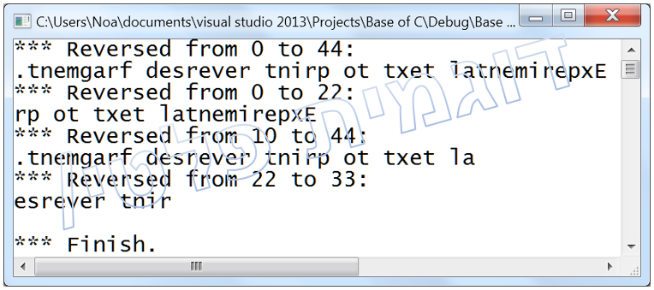 C:\Users\Noa\documents\visual studio 2013\Projects\Base of C\Debug\Base ...
*** Reversed from 0 to 44:
.tnemgarf desrever tnirp ot txet latnemirepxE
*** Reversed from 0 to 22:
rp ot txet latnemirepxE
*** Reversed from 10 to 44:
.tnemgarf desrever tnirp ot txet la
*** Reversed from 22 to 33:
esrever tnir
*** Finish.
דוגמית פלטין